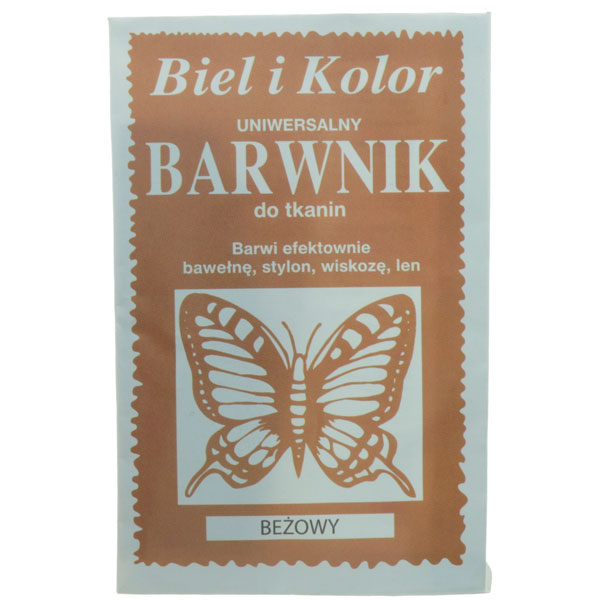 Biel i Kolor
UNIWERSALNY
BARWNIK
do tkanin
Barwi efektownie
bawełnę, stylon, wiskozę, len
BEŻOWY